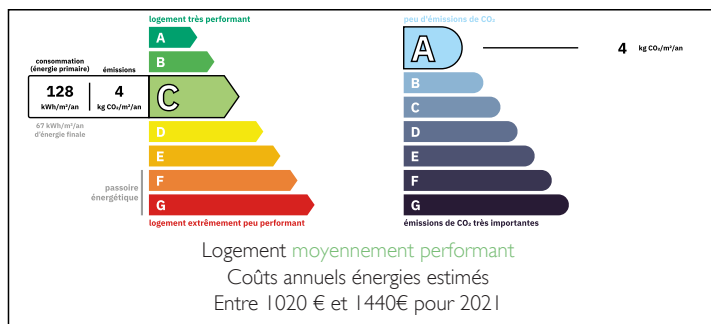 logement très performant
A
B
consommation
(énergie primaire)
émissions
128
kWh/m²/an
4
kg CO₂/m²/an
C
67 kWh/m²/an
d'énergie finale
D
E
F
G
passoire
énergétique
logement extrêmement peu performant
peu d'émissions de CO₂
A
4 kg CO₂/m²/an
B
C
D
E
F
G
émissions de CO₂ très importantes
Logement moyennement performant
Coûts annuels énergies estimés
Entre 1020 € et 1440€ pour 2021